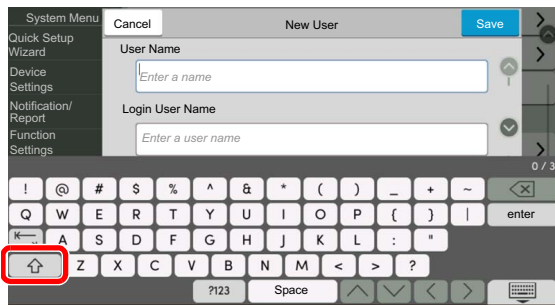 System Menu
Cancel
New User
Save
Quick Setup
Wizard
User Name
Device
Settings
Enter a name
Notification/
Report
Login User Name
Function
Settings
Enter a user name
0 / 3
! @ # $ % ^ & * ( ) _ + ~
Q W E R T Y U I O P { } | enter
A S D F G H J K L : "
Z X C V B N M < > ?
?123 Space